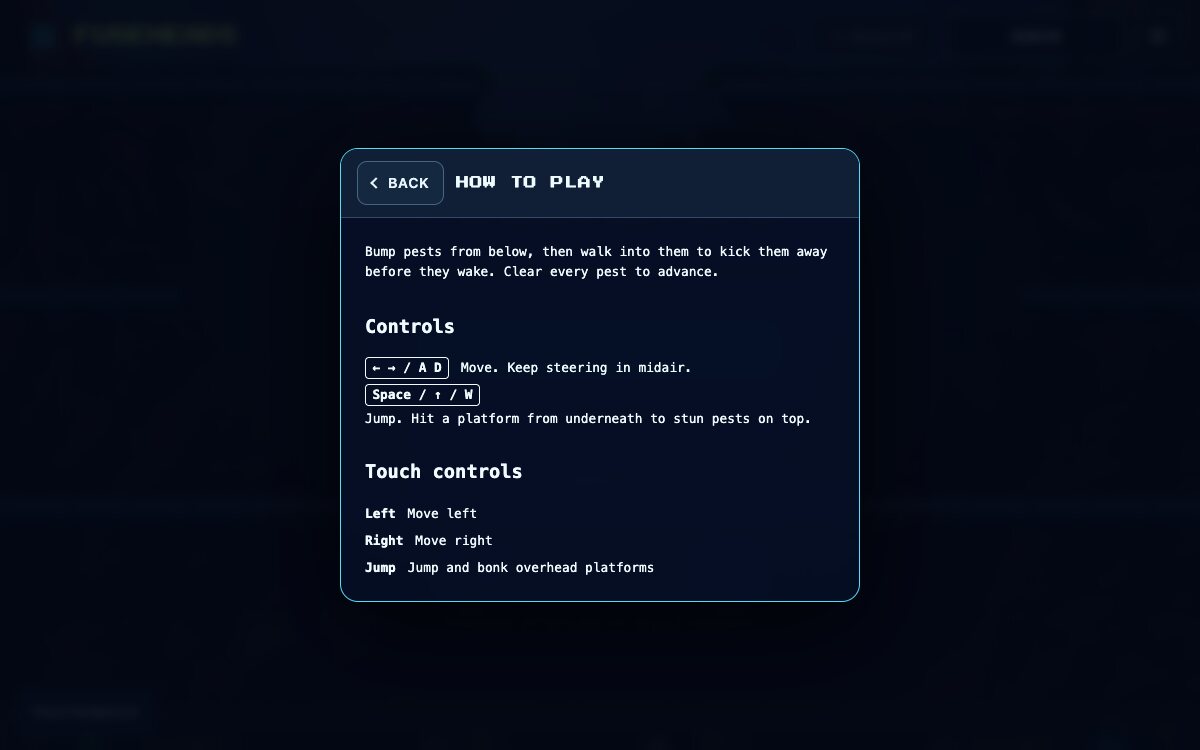 BACK
HOW TO PLAY
Bump pests from below, then walk into them to kick them away
before they wake. Clear every pest to advance.
Controls
← → / A D Move. Keep steering in midair.
Space / ↑ / W
Jump. Hit a platform from underneath to stun pests on top.
Touch controls
Left Move left
Right Move right
Jump Jump and bonk overhead platforms